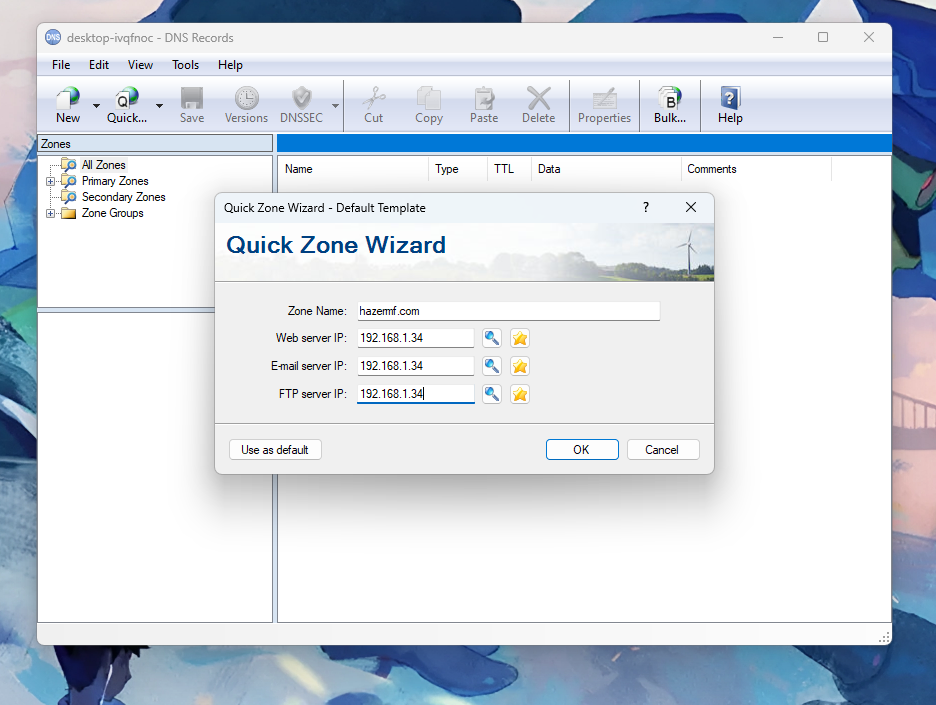 DNS desktop-ivqfnoc - DNS Records
File Edit View Tools Help
New Quick... Save Versions DNSSEC Cut Copy Paste Delete Properties Bulk... Help
Zones
Name Type TTL Data Comments
All Zones
Primary Zones
Secondary Zones
Zone Groups
Quick Zone Wizard - Default Template ?
Quick Zone Wizard
Zone Name: hazermf.com
Web server IP: 192.168.1.34
E-mail server IP: 192.168.1.34
FTP server IP: 192.168.1.34
Use as default OK Cancel